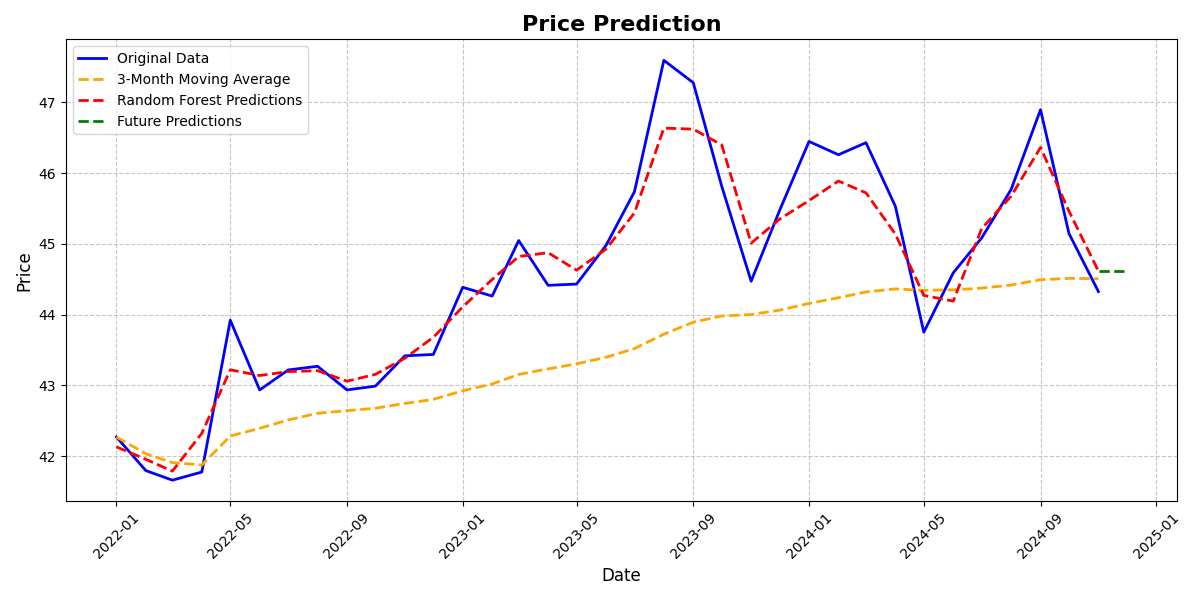 Price Prediction
Original Data
3-Month Moving Average
Random Forest Predictions
Future Predictions
Price
47
46
45
44
43
42
2022-01
2022-05
2022-09
2023-01
2023-05
2023-09
2024-01
2024-05
2024-09
2025-01
Date